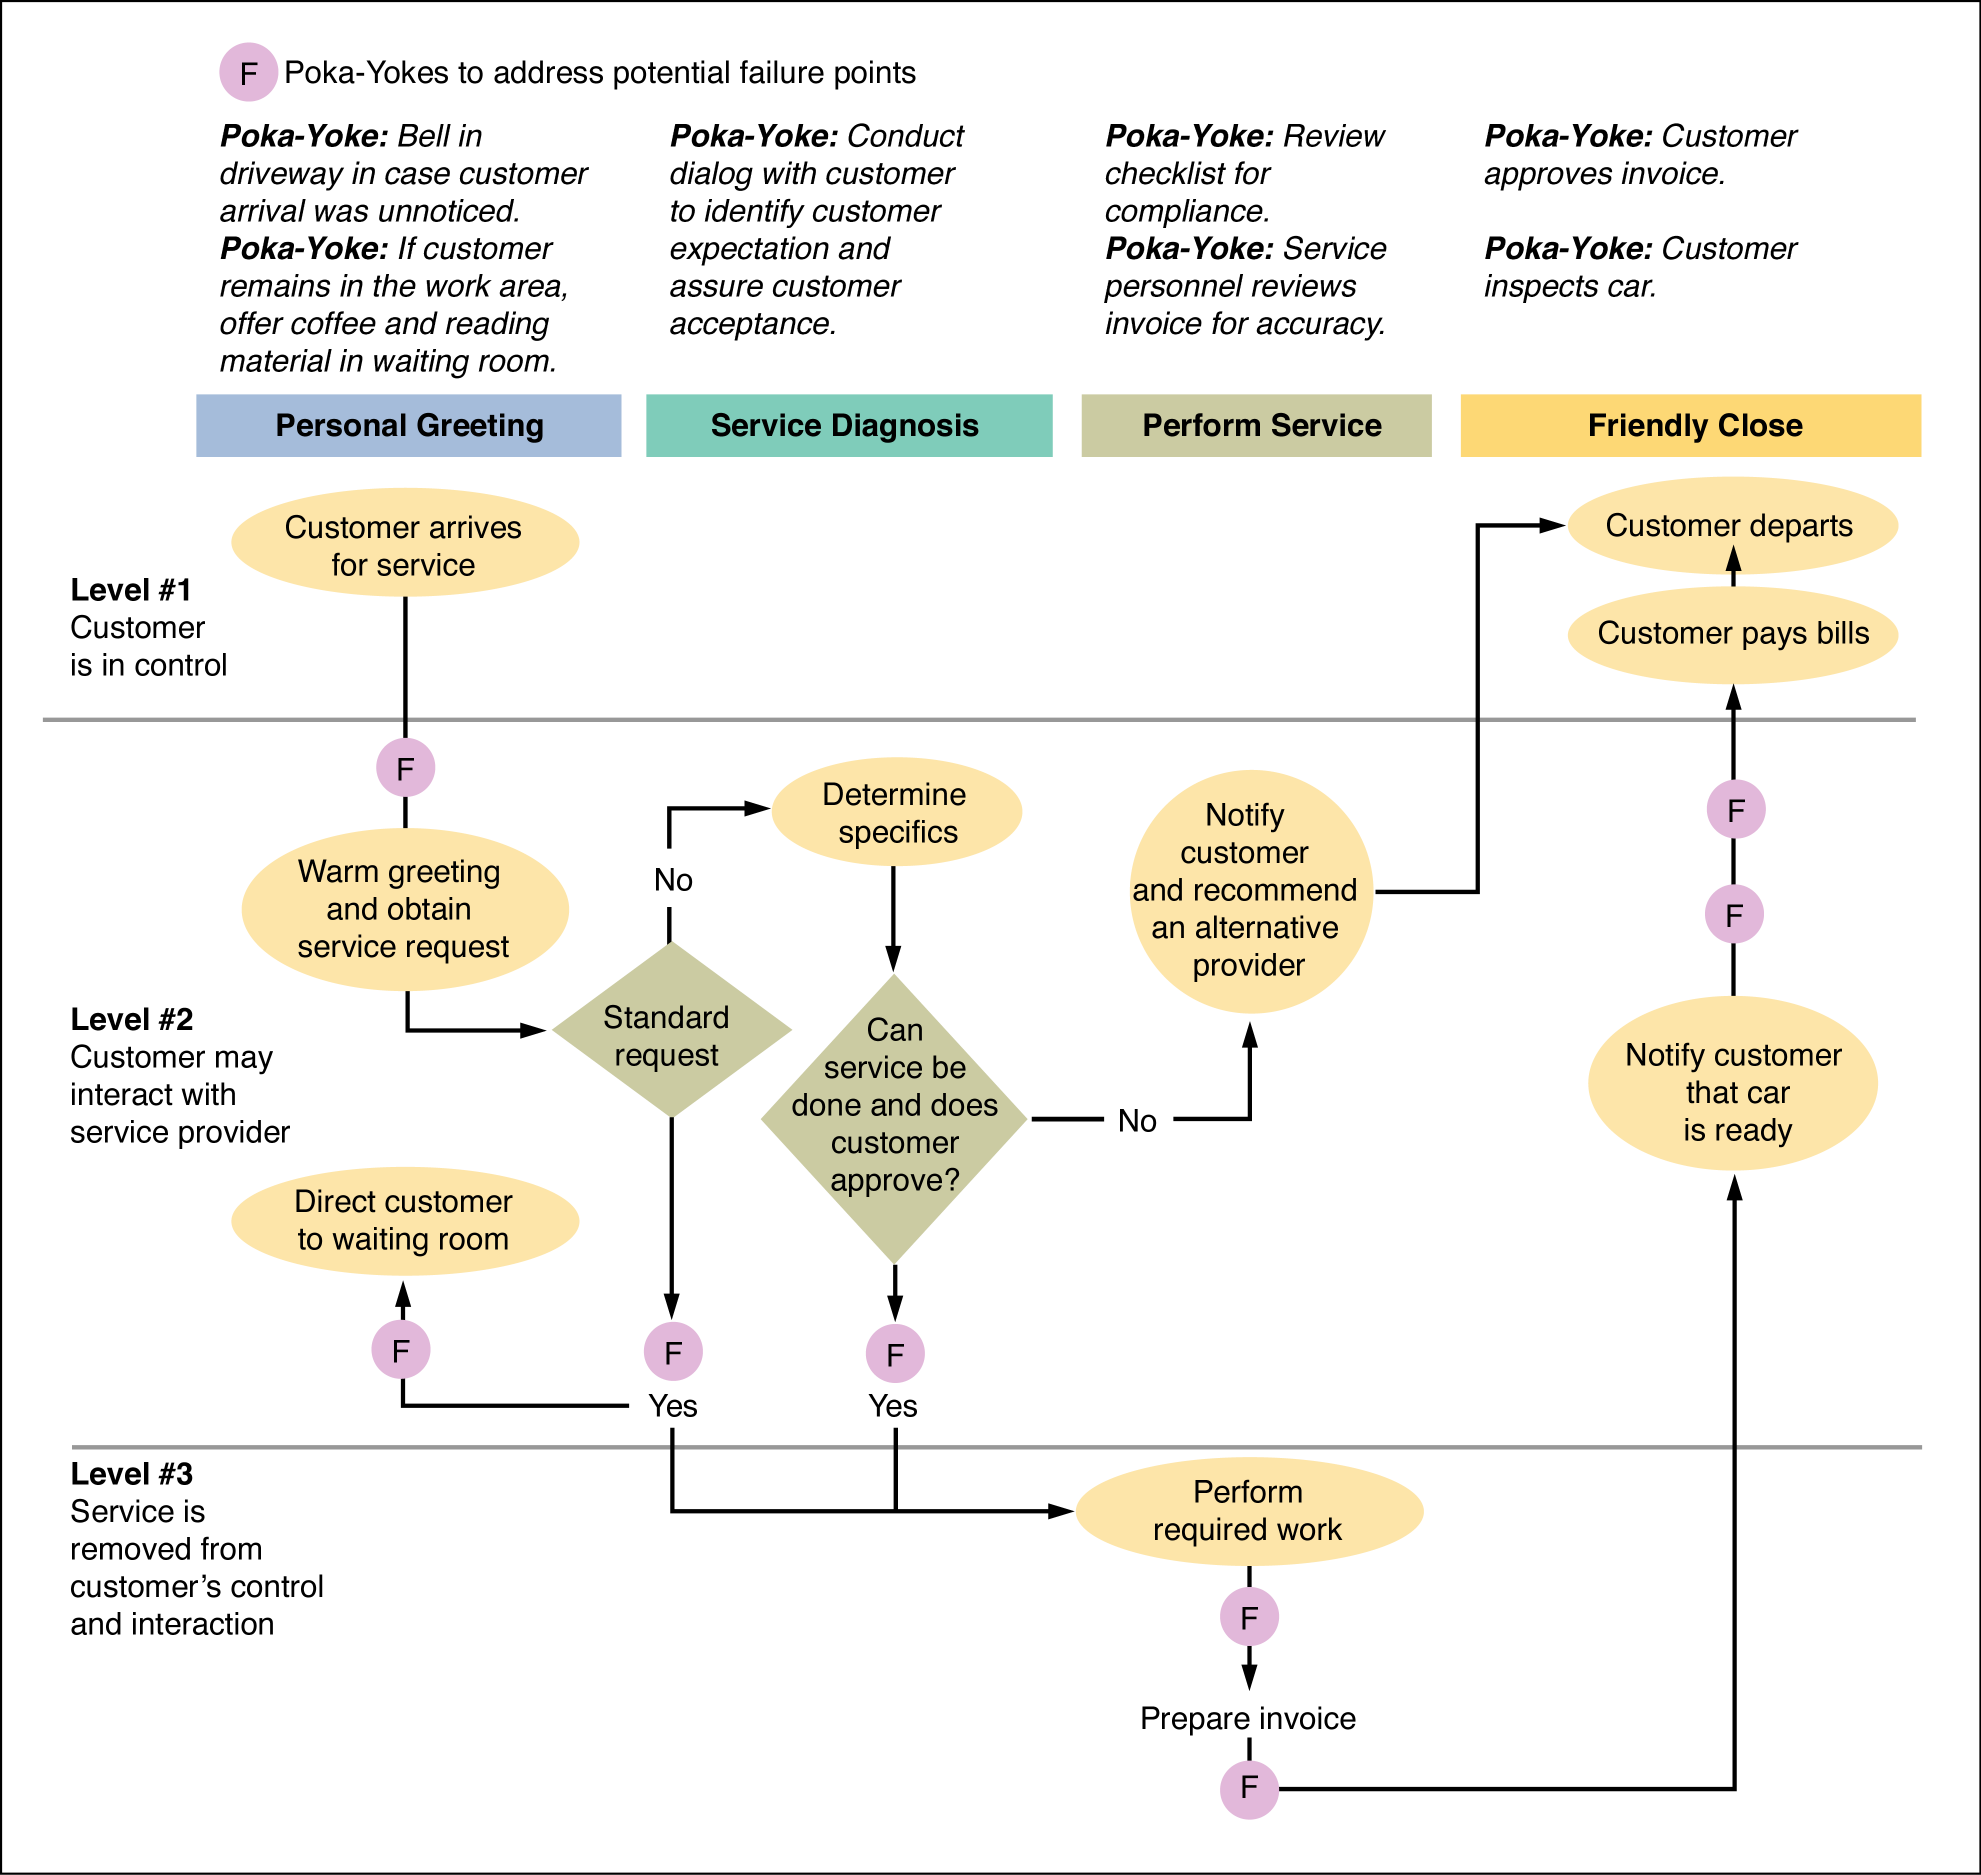 F Poka-Yokes to address potential failure points
Poka-Yoke: Bell in
driveway in case customer
arrival was unnoticed.
Poka-Yoke: If customer
remains in the work area,
offer coffee and reading
material in waiting room.
Poka-Yoke: Conduct
dialog with customer
to identify customer
expectation and
assure customer
acceptance.
Poka-Yoke: Review
checklist for
compliance.
Poka-Yoke: Service
personnel reviews
invoice for accuracy.
Poka-Yoke: Customer
approves invoice.
Poka-Yoke: Customer
inspects car.
Personal Greeting
Service Diagnosis
Perform Service
Friendly Close
Level #1
Customer
is in control
Customer arrives
for service
Customer departs
Customer pays bills
Level #2
Customer may
interact with
service provider
F
Warm greeting
and obtain
service request
Standard
request
No
Determine
specifics
Can
service be
done and does
customer
approve?
No
Notify
customer
and recommend
an alternative
provider
F
F
Notify customer
that car
is ready
Direct customer
to waiting room
F
F
Yes
F
Yes
Level #3
Service is
removed from
customer's control
and interaction
Perform
required work
F
Prepare invoice
F